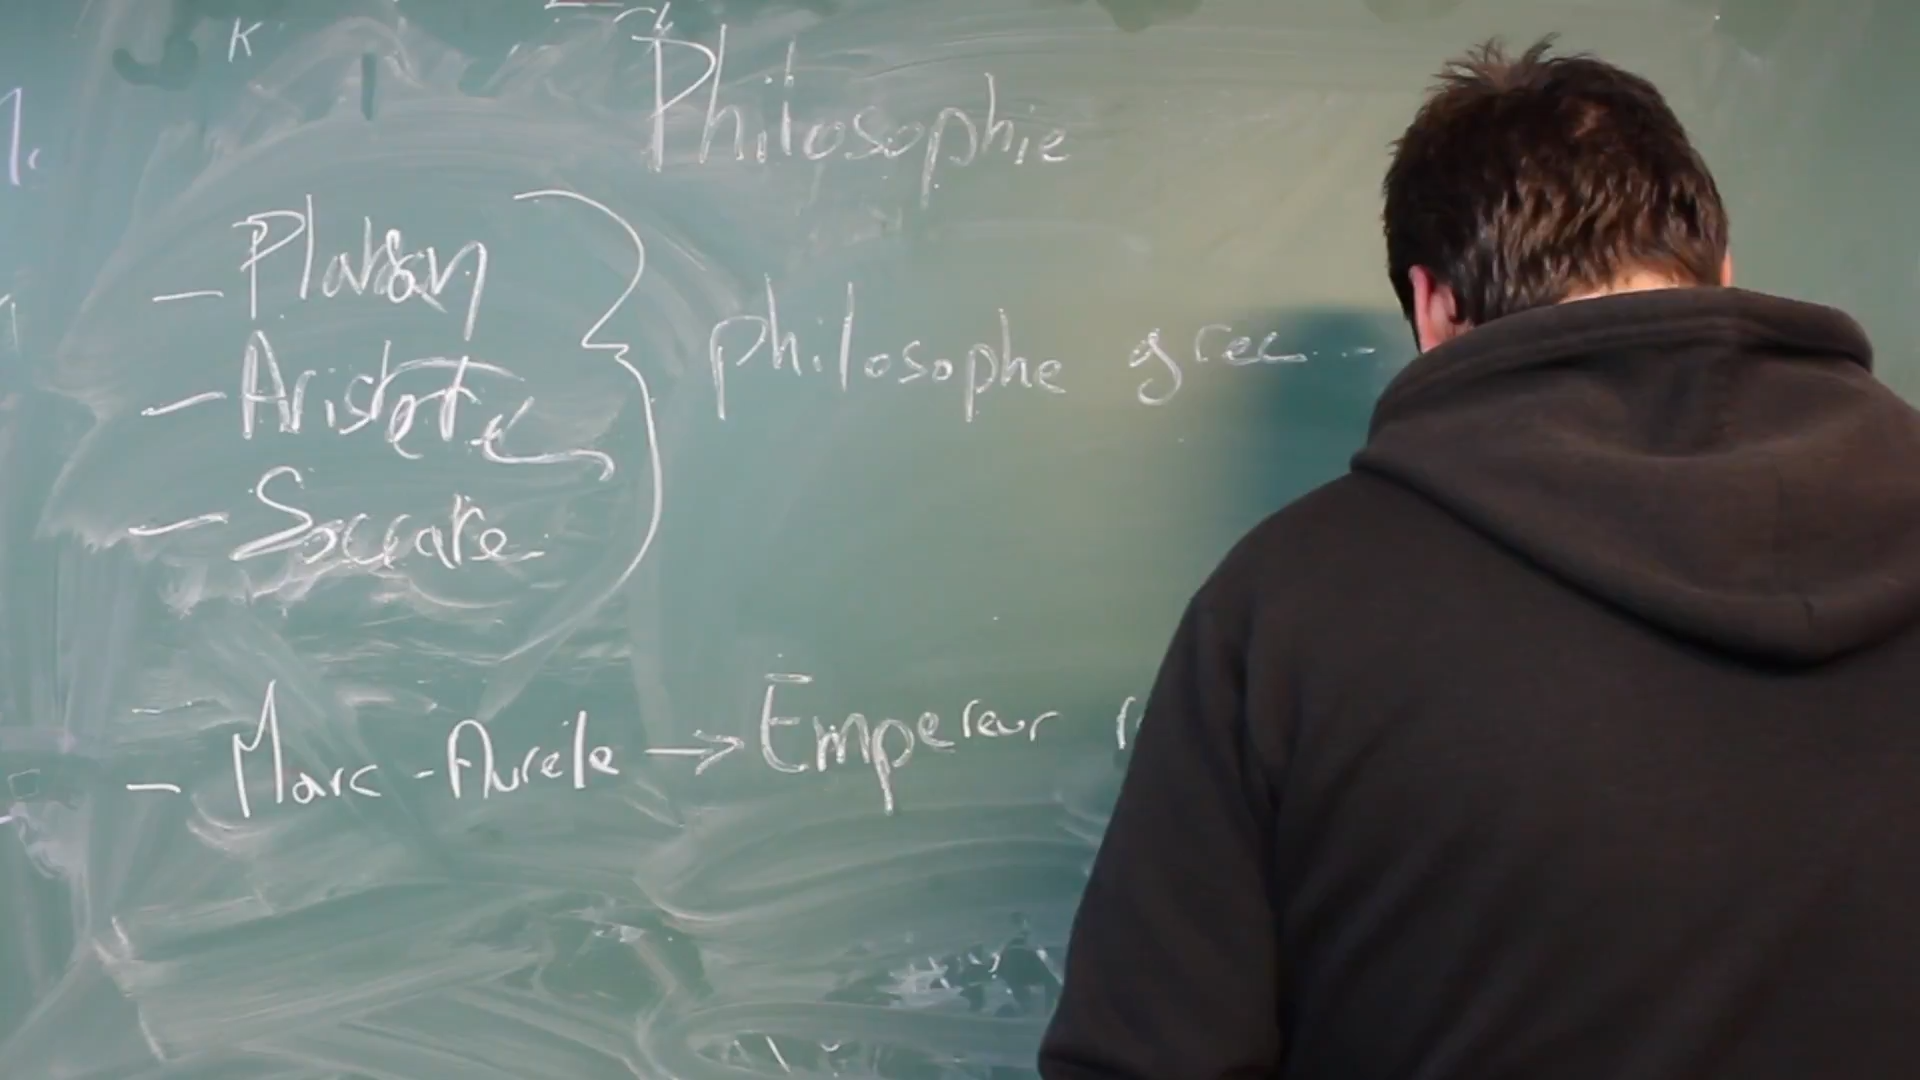 K
Philosophie
- Platon
- Aristote
philosophe grec...
- Socrate
- Marc-Aurèle → Empereur r